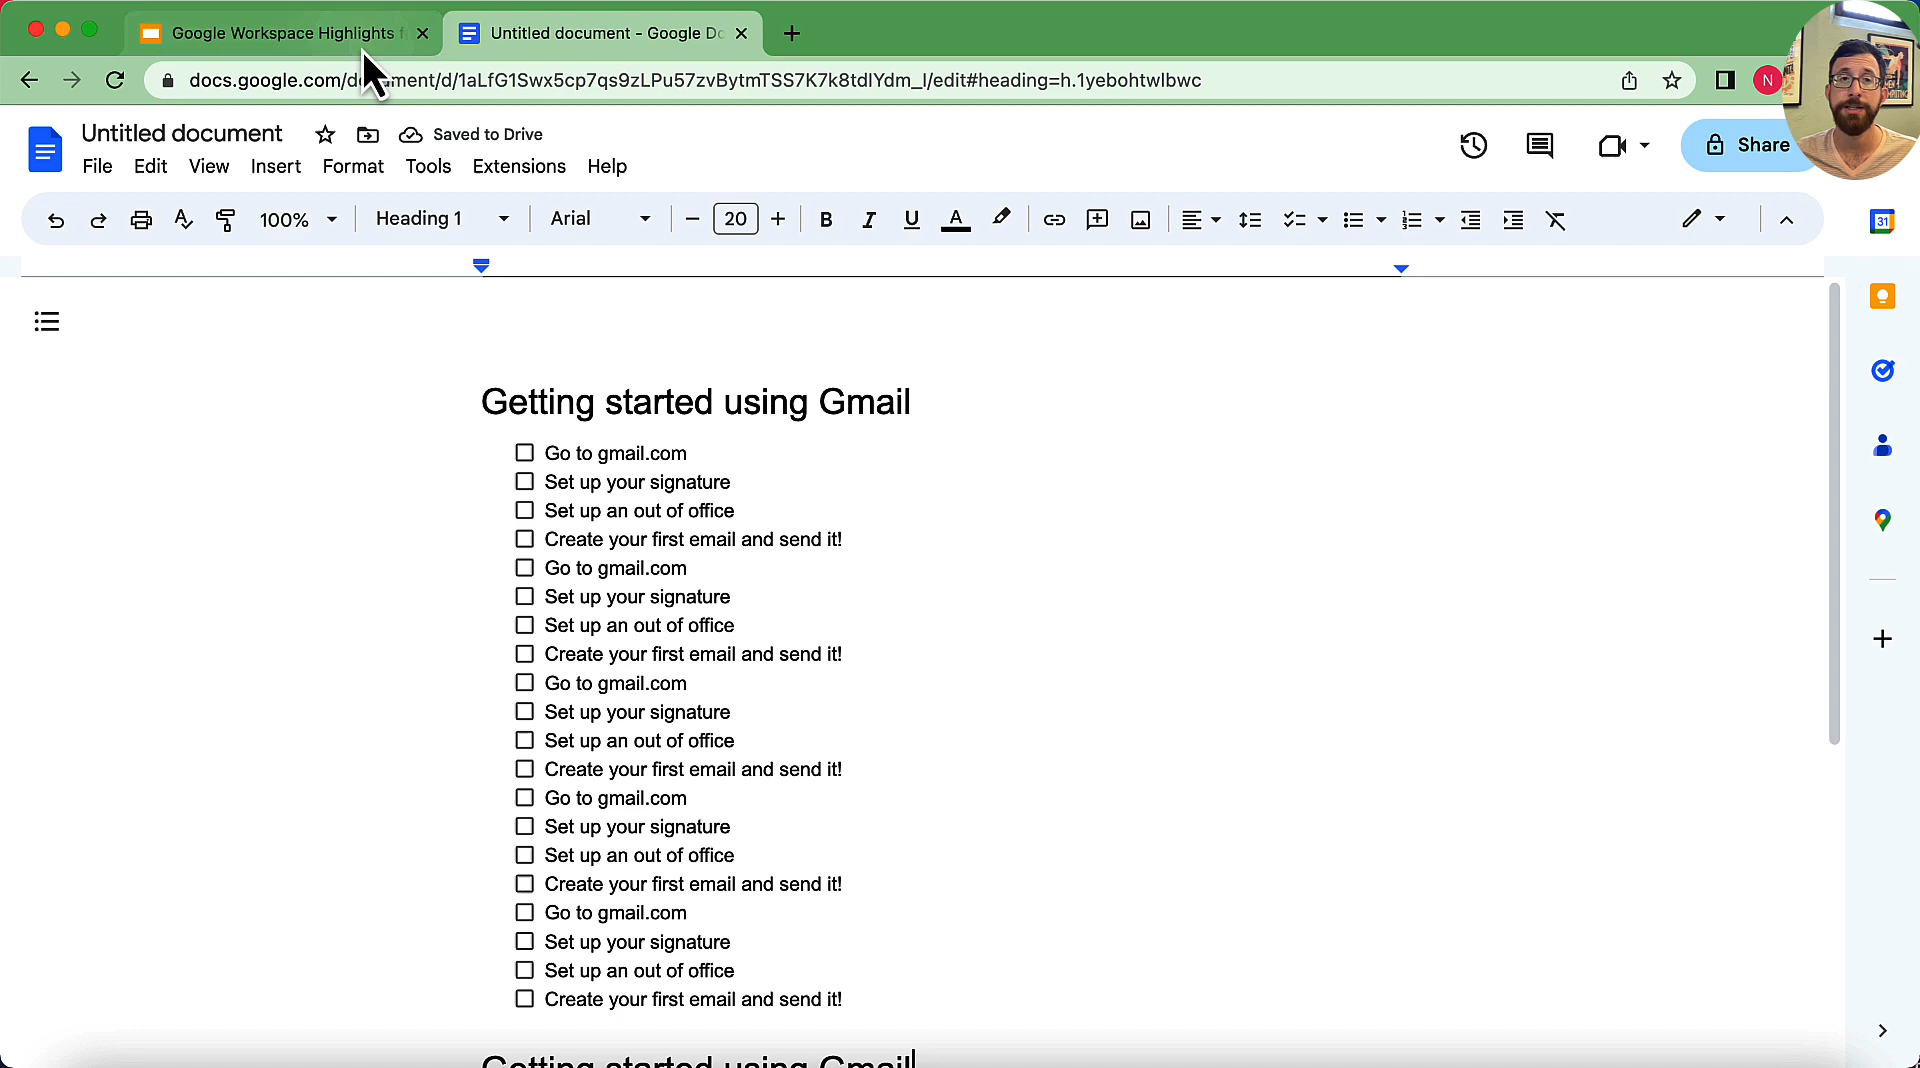 Google Workspace Highlights f
Untitled document - Google Do
docs.google.com/document/d/1aLfG1Swx5cp7qs9zLPu57zvBytmTSS7K7k8tdIYdm_I/edit#heading=h.1yebohtwlbwc
N
Untitled document
Saved to Drive
File Edit View Insert Format Tools Extensions Help
Share
100% Heading 1 Arial 20 B I U A
31
Getting started using Gmail
Go to gmail.com
Set up your signature
Set up an out of office
Create your first email and send it!
Go to gmail.com
Set up your signature
Set up an out of office
Create your first email and send it!
Go to gmail.com
Set up your signature
Set up an out of office
Create your first email and send it!
Go to gmail.com
Set up your signature
Set up an out of office
Create your first email and send it!
Go to gmail.com
Set up your signature
Set up an out of office
Create your first email and send it!
Getting started using Gmail